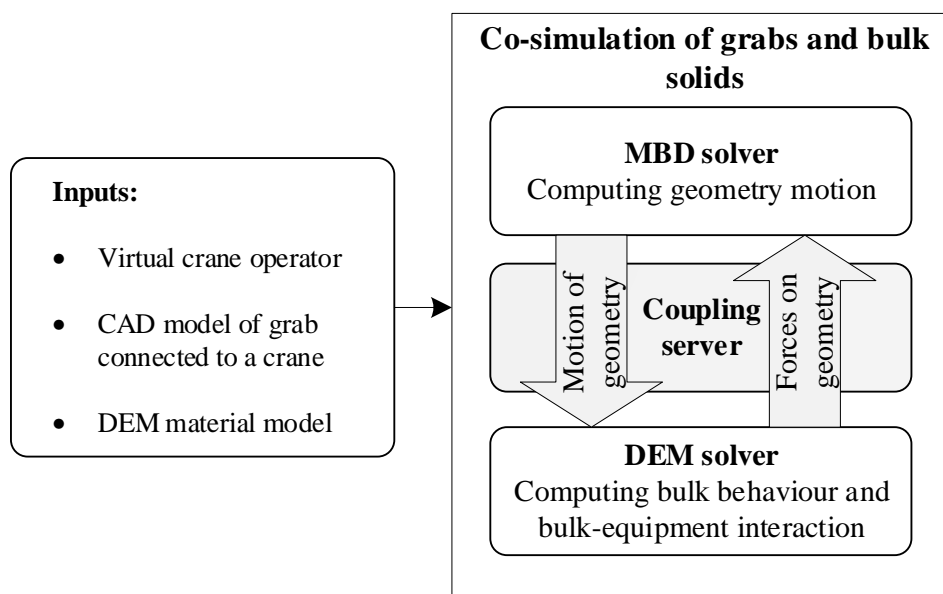 Inputs:
• Virtual crane operator
• CAD model of grab
connected to a crane
• DEM material model
Co-simulation of grabs and bulk
solids
MBD solver
Computing geometry motion
Motion of
geometry
Coupling
server
Forces on
geometry
DEM solver
Computing bulk behaviour and
bulk-equipment interaction